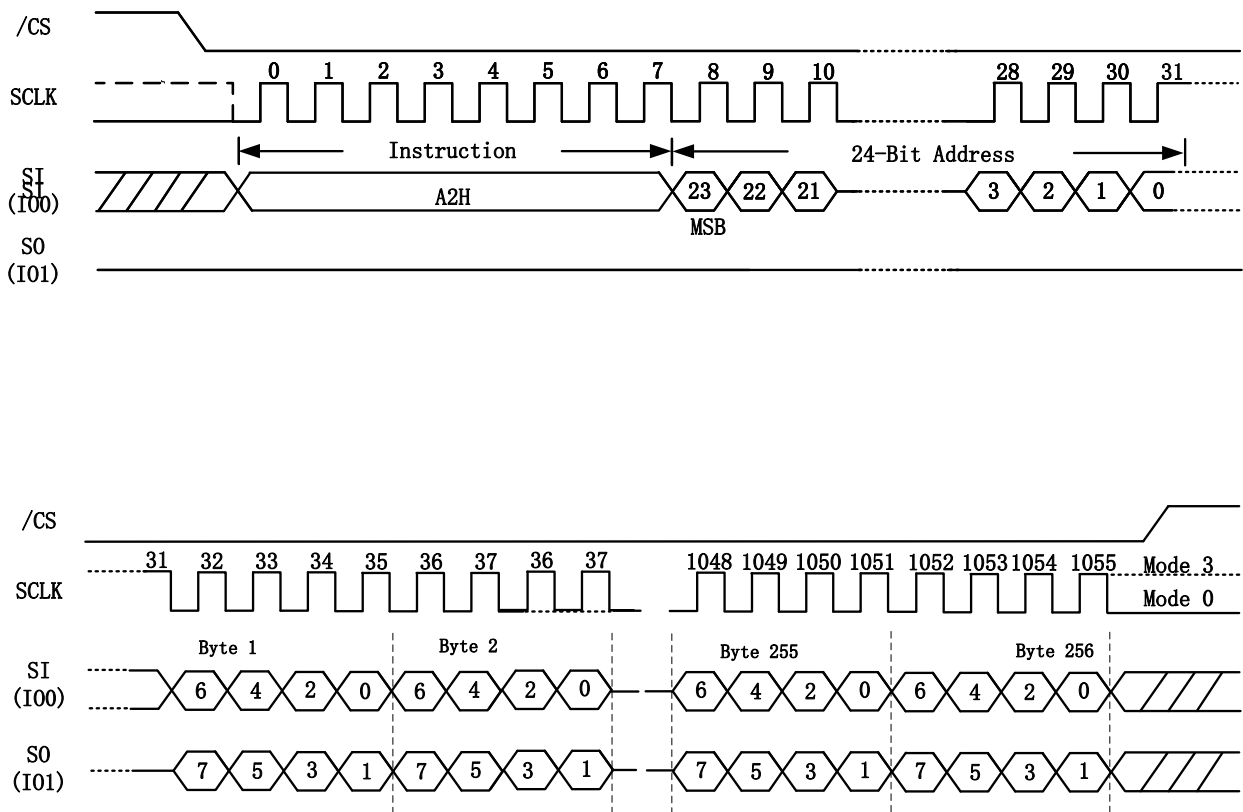 /CS
0 1 2 3 4 5 6 7 8 9 10 28 29 30 31
SCLK
Instruction 24-Bit Address
SI
SI
(IO0)
A2H 23 22 21 3 2 1 0
MSB
SO
(IO1)
/CS
31 32 33 34 35 36 37 36 37 1048 1049 1050 1051 1052 1053 1054 1055 Mode 3
SCLK
Mode 0
Byte 1 Byte 2 Byte 255 Byte 256
SI
(IO0)
6 4 2 0 6 4 2 0 6 4 2 0 6 4 2 0
SO
(IO1)
7 5 3 1 7 5 3 1 7 5 3 1 7 5 3 1